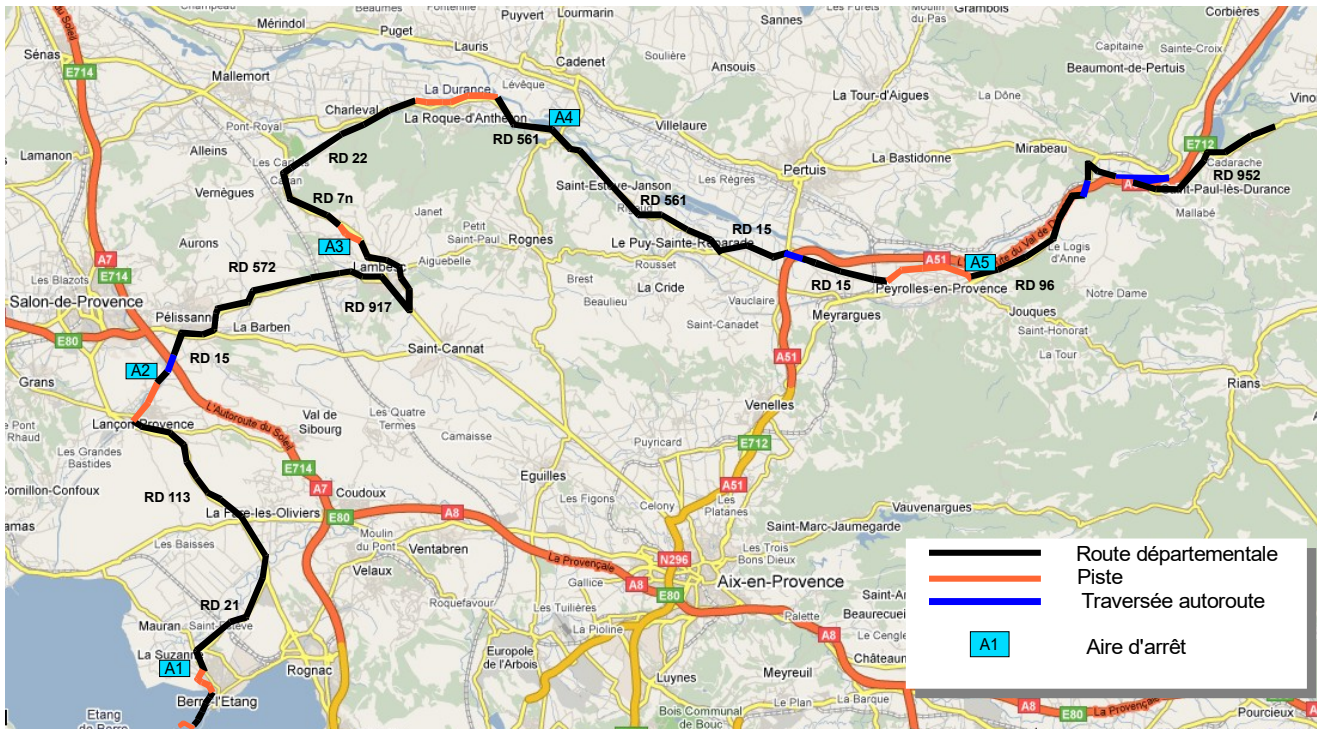 Mérindol
Puget
Lourmarin
Puyvert
Sannes
Grambois
Corbières
Sénas
E714
Lauris
Cadenet
Soulière
Ansouis
Capitaine
Sainte-Croix
Beaumont-de-Pertuis
Mallemort
La Durance
Lévêque
La Tour-d'Aigues
La Dône
Charleval
La Roque-d'Anthéron
A4
Villelaure
Pont-Royal
RD 561
E712
Lamanon
Alleins
RD 22
Pertuis
La Bastidonne
Mirabeau
Cadarache
RD 952
Vernègues
Saint-Estève-Janson
Les Régres
Saint-Paul-lès-Durance
RD 7n
RD 561
Mallabé
Janet
Petit
Saint-Paul
Rognes
RD 15
Aurons
A3
Le Puy-Sainte-Réparade
Le Logis
d'Anne
A7
Lambesc
Aiguebelle
Rousset
A51
A5
E714
RD 572
Brest
La Cride
RD 15
Peyrolles-en-Provence
RD 96
Les Blazots
Beaulieu
Vauclaire
Notre Dame
Salon-de-Provence
Pélissanne
RD 917
Meyrargues
Jouques
La Barben
Saint-Canadet
Saint-Honorat
E80
RD 15
Saint-Cannat
A51
La Tour
A2
Grans
Rians
Lançon-Provence
L'Autoroute du Soleil
Val de
Sibourg
Les Quatre
Termes
Venelles
Camaisse
Puyricard
E712
Les Grandes
Bastides
E714
Eguilles
Cornillon-Confoux
RD 113
A7
Coudoux
Les Figons
Celony
A51
Les
Platanes
Vauvenargues
La Fare-les-Oliviers
E80
A8
Saint-Marc-Jaumegarde
Les Baisses
Moulin
du Pont
Ventabren
La Provençale
N296
Les Trois
Bons Dieux
Velaux
Gallice
A8
Aix-en-Provence
E80
RD 21
Roquefavour
Les Tuilières
Palette
Beaurecueil
Mauran
La Pioline
A8
La Suzanne
A1
Rognac
Europole
de l'Arbois
Meyreuil
Luynes
Berre-l'Etang
Etang
de Berre
Bois Communal
de Bouc
Le Plan
La Barque
A8
E80
La Provençale
Pourcieux
Route départementale
Piste
Traversée autoroute
A1
Aire d'arrêt